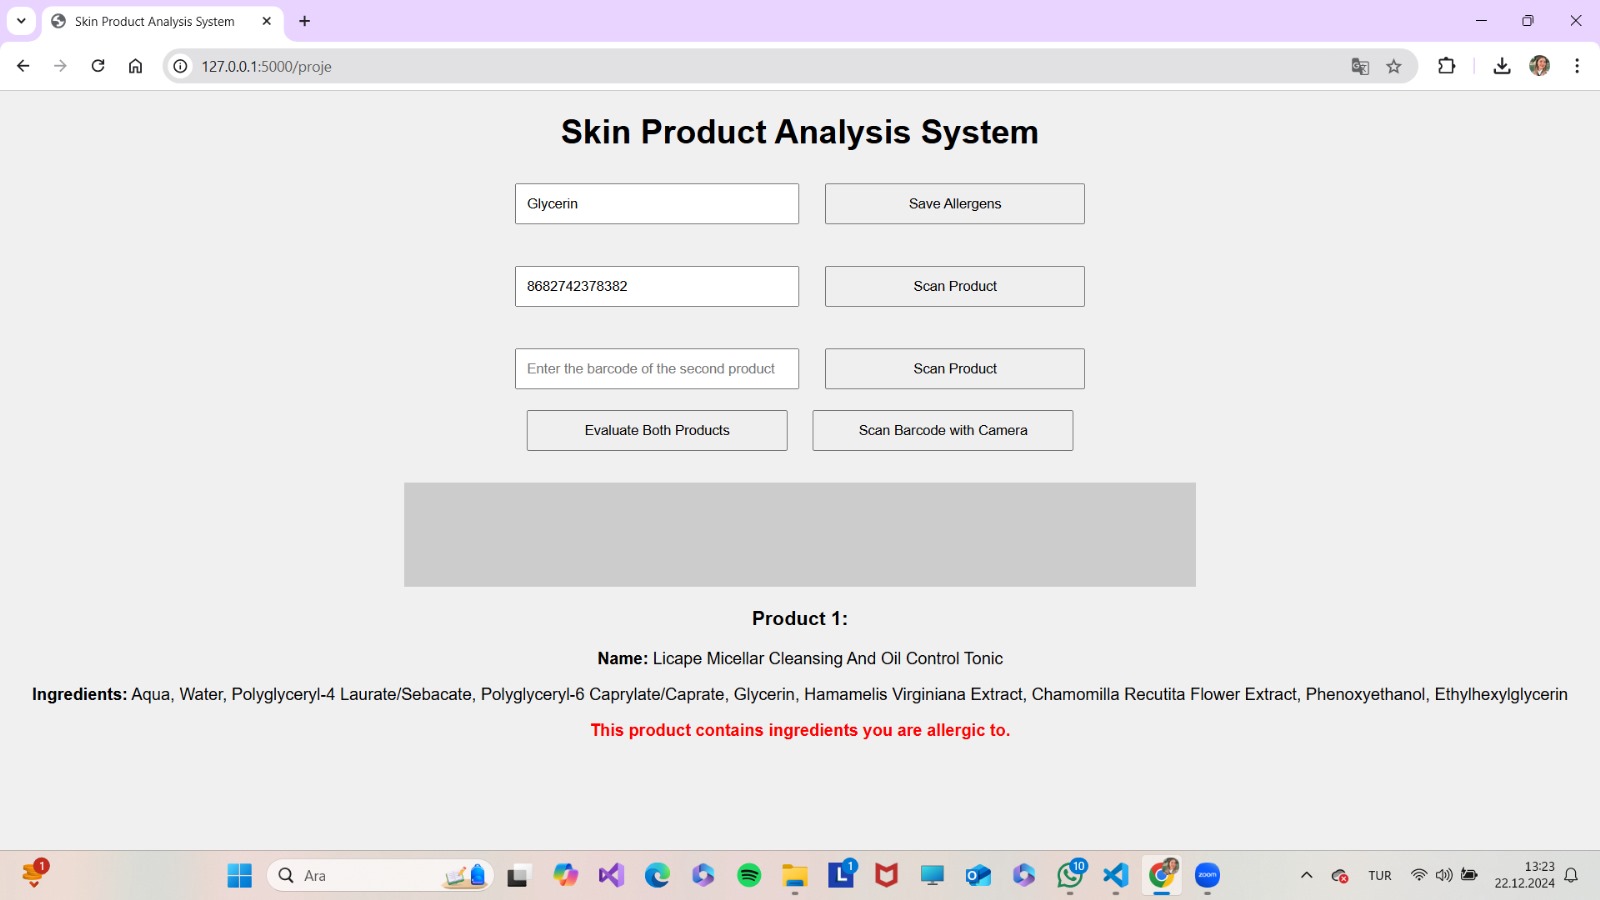 Skin Product Analysis System
127.0.0.1:5000/proje
Skin Product Analysis System
Glycerin
Save Allergens
8682742378382
Scan Product
Enter the barcode of the second product
Scan Product
Evaluate Both Products
Scan Barcode with Camera
Product 1:
Name: Licape Micellar Cleansing And Oil Control Tonic
Ingredients: Aqua, Water, Polyglyceryl-4 Laurate/Sebacate, Polyglyceryl-6 Caprylate/Caprate, Glycerin, Hamamelis Virginiana Extract, Chamomilla Recutita Flower Extract, Phenoxyethanol, Ethylhexylglycerin
This product contains ingredients you are allergic to.
1
Ara
L
1
10
zoom
TUR
13:23
22.12.2024